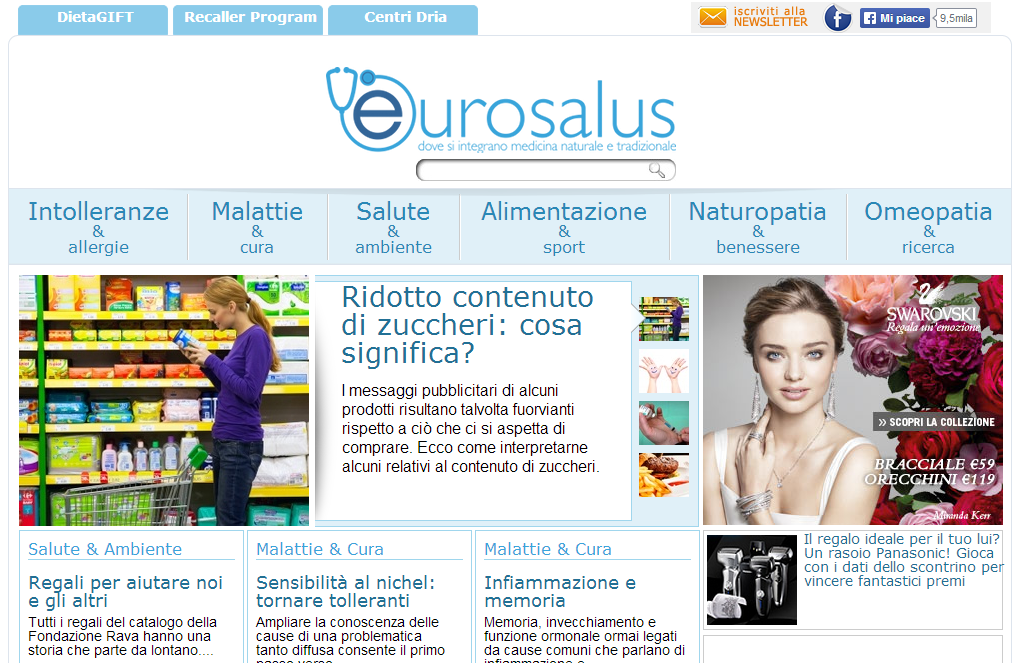 DietaGIFT
Recaller Program
Centri Dria
iscriviti alla
NEWSLETTER
Mi piace
9,5mila
eurosalus
dove si integrano medicina naturale e tradizionale
Intolleranze
&
allergie
Malattie
&
cura
Salute
&
ambiente
Alimentazione
&
sport
Naturopatia
&
benessere
Omeopatia
&
ricerca
Ridotto contenuto
di zuccheri: cosa
significa?
I messaggi pubblicitari di alcuni
prodotti risultano talvolta fuorvianti
rispetto a ciò che ci si aspetta di
comprare. Ecco come interpretarne
alcuni relativi al contenuto di zuccheri.
SWAROVSKI
Regala un'emozione
» SCOPRI LA COLLEZIONE
BRACCIALE €59
ORECCHINI €119
Miranda Kerr
Salute & Ambiente
Regali per aiutare noi
e gli altri
Tutti i regali del catalogo della
Fondazione Rava hanno una
storia che parte da lontano....
Malattie & Cura
Sensibilità al nichel:
tornare tolleranti
Ampliare la conoscenza delle
cause di una problematica
tanto diffusa consente il primo
passo verso
Malattie & Cura
Infiammazione e
memoria
Memoria, invecchiamento e
funzione ormonale ormai legati
da cause comuni che parlano di
infiammazione e
Il regalo ideale per il tuo lui?
Un rasoio Panasonic! Gioca
con i dati dello scontrino per
vincere fantastici premi